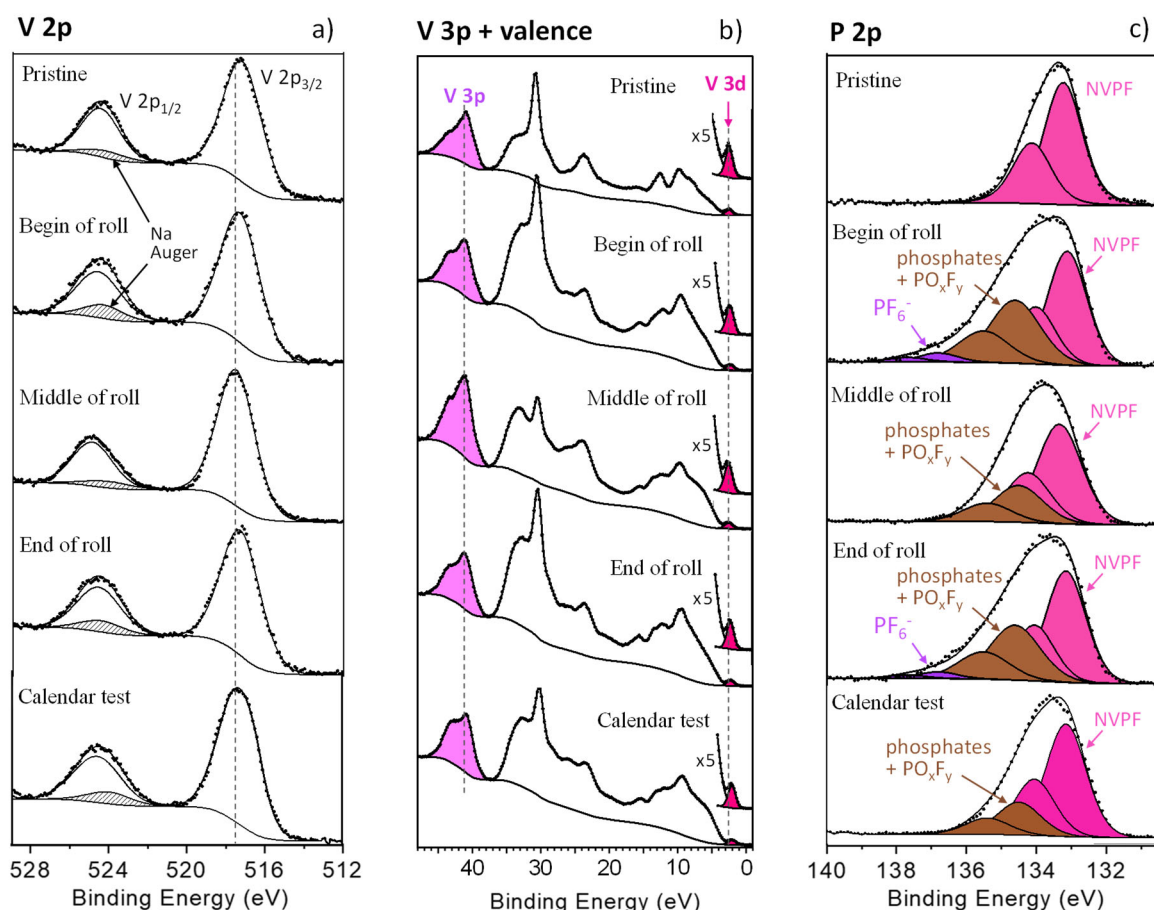 V 2p
a)
Pristine
V 2p3/2
V 2p1/2
Begin of roll
Na
Auger
Middle of roll
End of roll
Calendar test
528 524 520 516 512
Binding Energy (eV)
V 3p + valence
b)
V 3p
Pristine
V 3d
x5
Begin of roll
x5
Middle of roll
x5
End of roll
x5
Calendar test
x5
40 30 20 10 0
Binding Energy (eV)
P 2p
c)
Pristine
NVPF
Begin of roll
phosphates
+ POxFy
NVPF
PF6-
Middle of roll
phosphates
+ POxFy
NVPF
End of roll
phosphates
+ POxFy
NVPF
PF6-
Calendar test
phosphates
+ POxFy
NVPF
140 138 136 134 132
Binding Energy (eV)